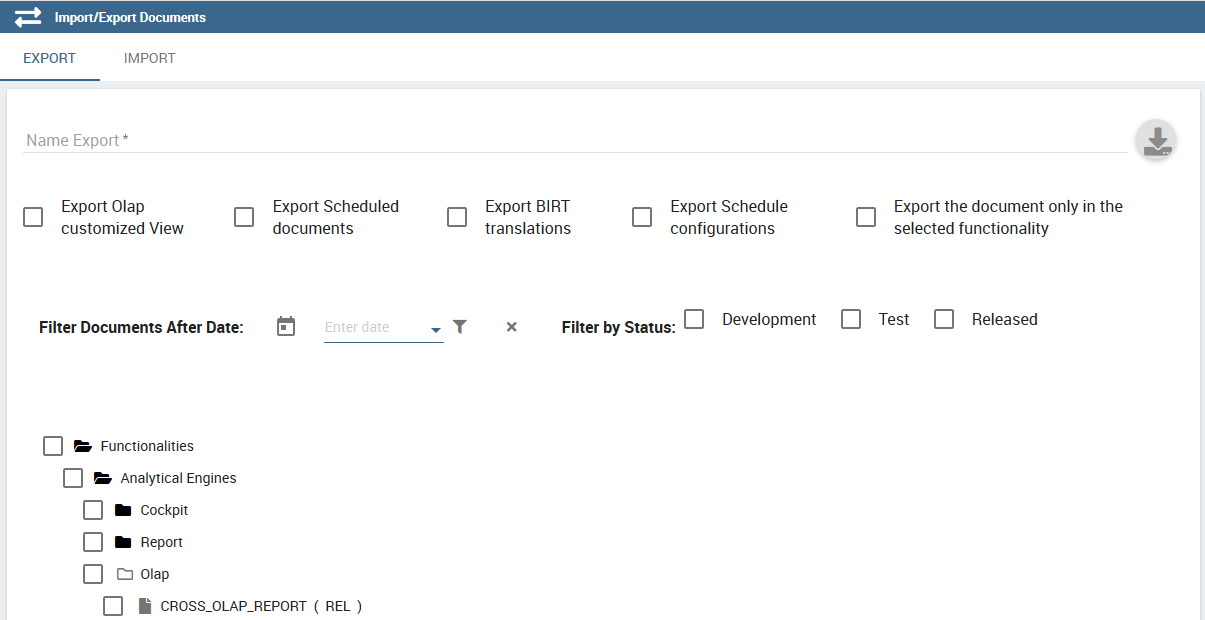 Import/Export Documents
EXPORT IMPORT
Name Export *
Export Olap customized View
Export Scheduled documents
Export BIRT translations
Export Schedule configurations
Export the document only in the selected functionality
Filter Documents After Date: Enter date Filter by Status: Development Test Released
Functionalities
Analytical Engines
Cockpit
Report
Olap
CROSS_OLAP_REPORT ( REL )